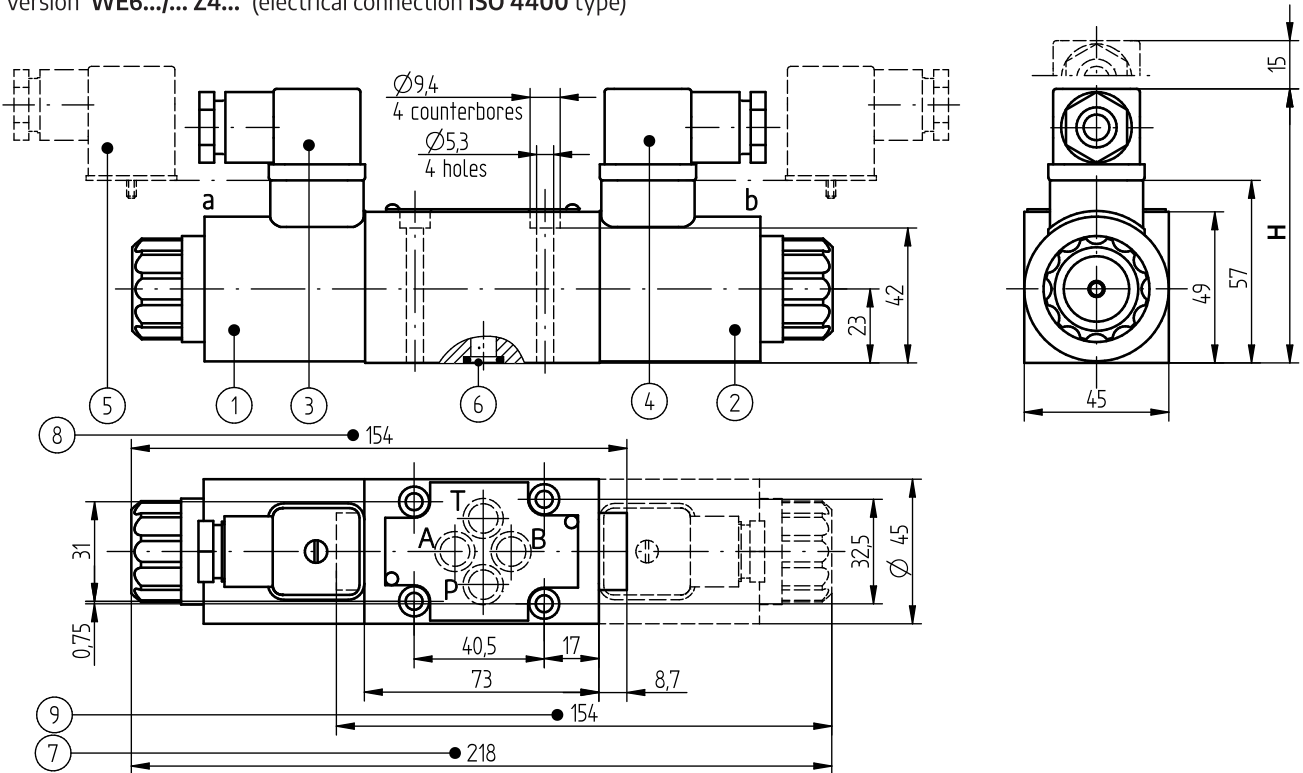 version WE6.../... Z4... (electrical connection ISO 4400 type)
Ø9,4
4 counterbores
Ø5,3
4 holes
a
b
15
H
57
49
42
23
45
5
1
3
6
4
2
8
154
T
A
B
P
31
0,75
32,5
Ø 45
40,5
17
73
8,7
9
154
7
218